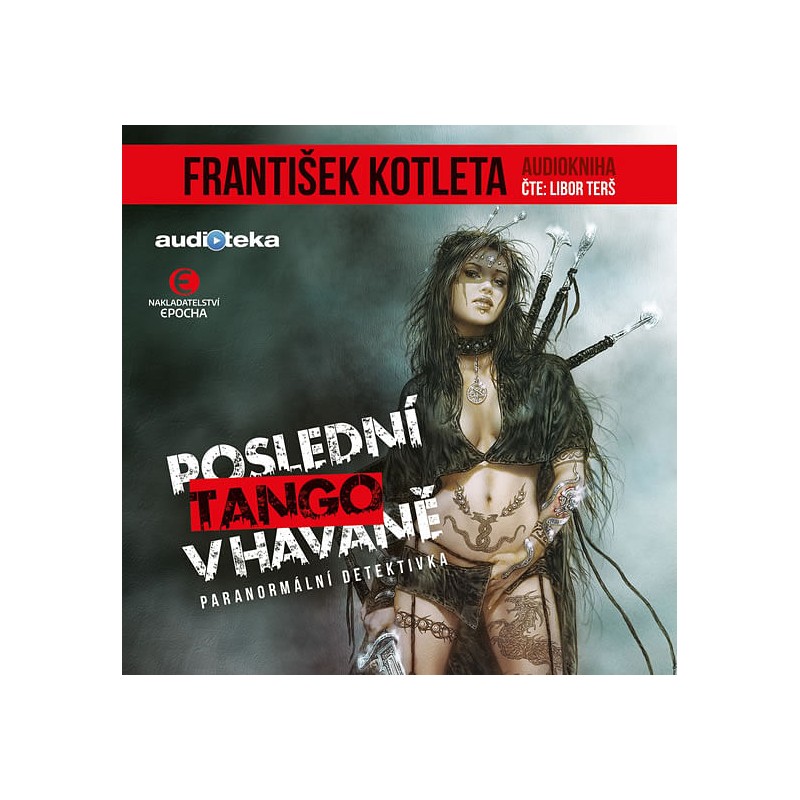 FRANTIŠEK KOTLETA
AUDIOKNIHA
ČTE: LIBOR TERŠ
audioteka
NAKLADATELSTVÍ
EPOCHA
POSLEDNÍ
TANGO
V HAVANĚ
PARANORMÁLNÍ DETEKTIVKA